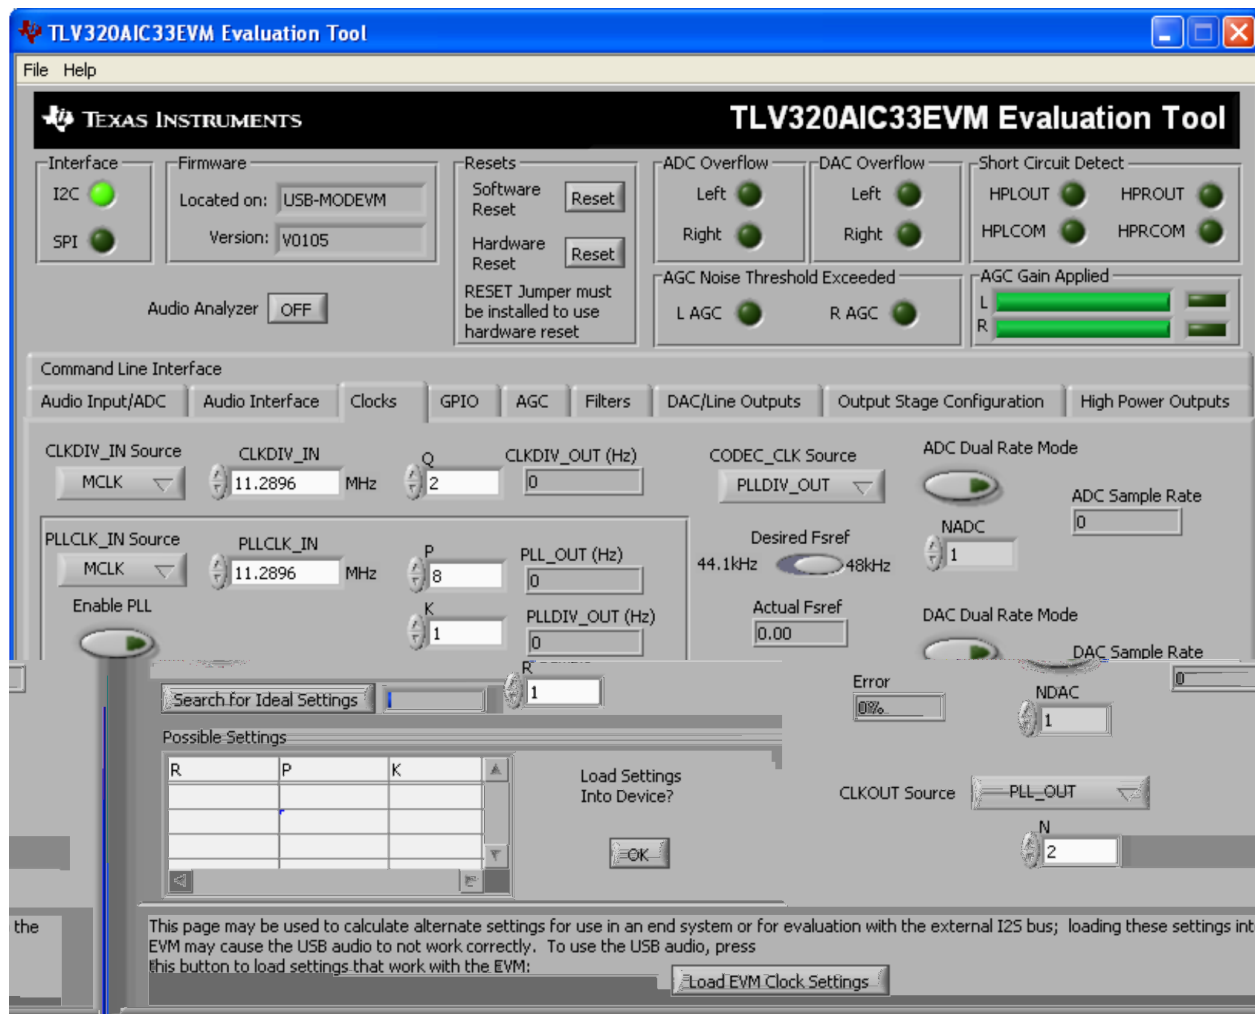 TLV320AIC33EVM Evaluation Tool
File Help
TEXAS INSTRUMENTS
TLV320AIC33EVM Evaluation Tool
Interface
I2C
SPI
Firmware
Located on: USB-MODEVM
Version: V0105
Resets
Software
Reset
Reset
Hardware
Reset
Reset
RESET Jumper must
be installed to use
hardware reset
ADC Overflow
Left
Right
DAC Overflow
Left
Right
Short Circuit Detect
HPLOUT HPROUT
HPLCOM HPRCOM
Audio Analyzer OFF
AGC Noise Threshold Exceeded
L AGC R AGC
AGC Gain Applied
L
R
Command Line Interface
Audio Input/ADC Audio Interface Clocks GPIO AGC Filters DAC/Line Outputs Output Stage Configuration High Power Outputs
CLKDIV_IN Source
MCLK
CLKDIV_IN
11.2896 MHz
Q
2
CLKDIV_OUT (Hz)
0
CODEC_CLK Source
PLLDIV_OUT
ADC Dual Rate Mode
ADC Sample Rate
0
PLLCLK_IN Source
MCLK
PLLCLK_IN
11.2896 MHz
P
8
PLL_OUT (Hz)
0
Desired Fsref
44.1kHz 48kHz
NADC
1
Enable PLL
K
1
PLLDIV_OUT (Hz)
0
Actual Fsref
0.00
DAC Dual Rate Mode
DAC Sample Rate
0
Search for Ideal Settings
R
1
Error
0%
NDAC
1
Possible Settings
R P K
Load Settings
Into Device?
OK
CLKOUT Source PLL_OUT
N
2
the
This page may be used to calculate alternate settings for use in an end system or for evaluation with the external I2S bus; loading these settings int
EVM may cause the USB audio to not work correctly. To use the USB audio, press
this button to load settings that work with the EVM:
Load EVM Clock Settings